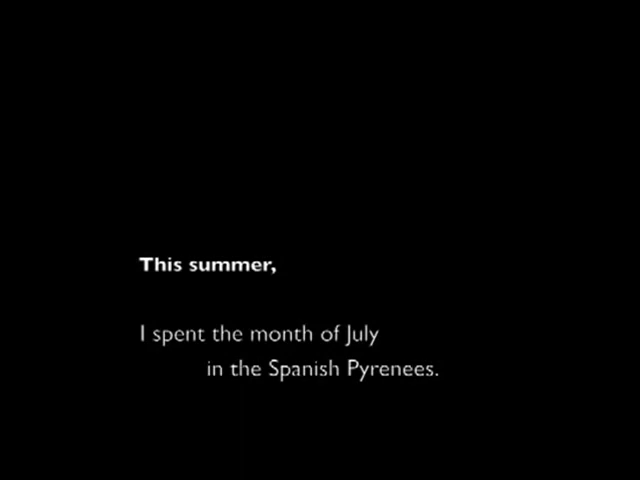 This summer,
I spent the month of July
in the Spanish Pyrenees.